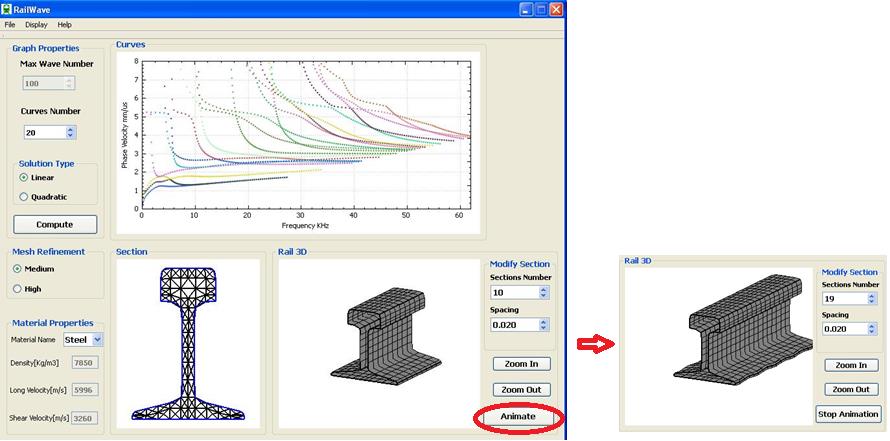 RailWave
File Display Help
Graph Properties
Max Wave Number
100
Curves Number
20
Solution Type
Linear
Quadratic
Compute
Curves
Phase Velocity mm/us
8
7
6
5
4
3
2
1
0
0 10 20 30 40 50 60
Frequency KHz
Mesh Refinement
Medium
High
Material Properties
Material Name Steel
Density[Kg/m3] 7850
Long Velocity[m/s] 5996
Shear Velocity[m/s] 3260
Section
Rail 3D
Modify Section
Sections Number
10
Spacing
0.020
Zoom In
Zoom Out
Animate
Rail 3D
Modify Section
Sections Number
19
Spacing
0.020
Zoom In
Zoom Out
Stop Animation